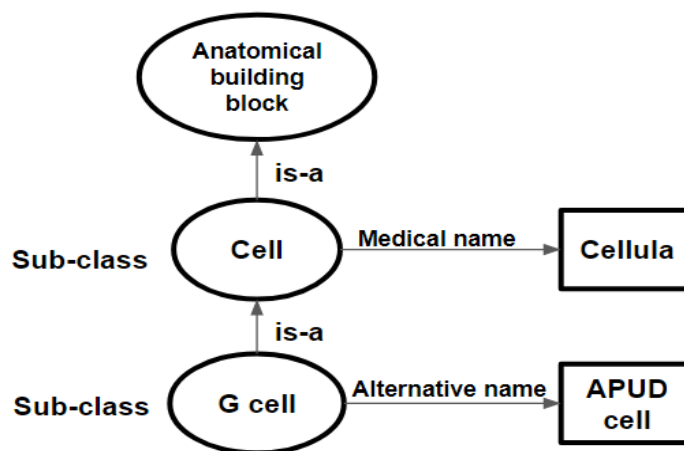 Anatomical
building
block
is-a
Sub-class
Cell
Medical name
Cellula
is-a
Sub-class
G cell
Alternative name
APUD
cell